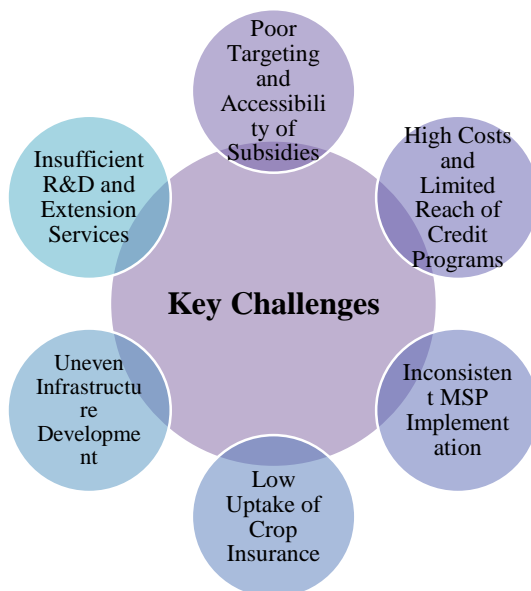 Poor
Targeting
and
Accessibili
ty of
Subsidies
High Costs
and
Limited
Reach of
Credit
Programs
Inconsisten
t MSP
Implement
ation
Low
Uptake of
Crop
Insurance
Uneven
Infrastructu
re
Developme
nt
Insufficient
R&D and
Extension
Services
Key Challenges